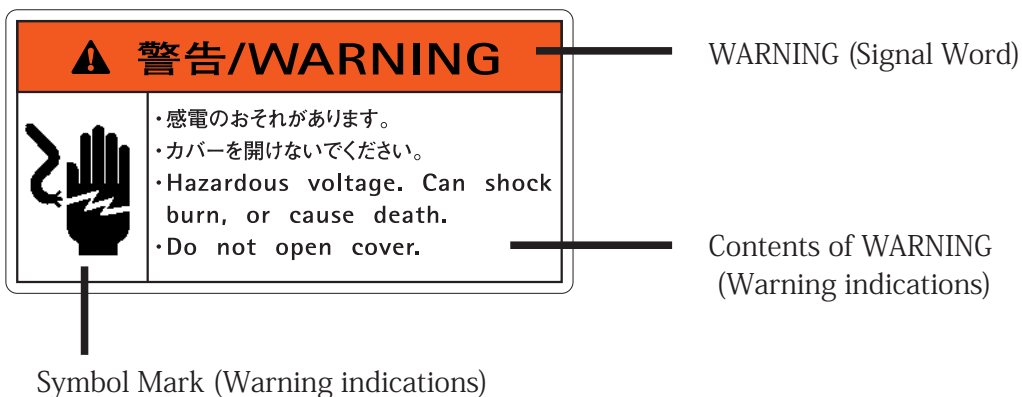 警告/WARNING
WARNING (Signal Word)
・感電のおそれがあります。
・カバーを開けないでください。
・Hazardous voltage. Can shock
burn, or cause death.
・Do not open cover.
Contents of WARNING
(Warning indications)
Symbol Mark (Warning indications)